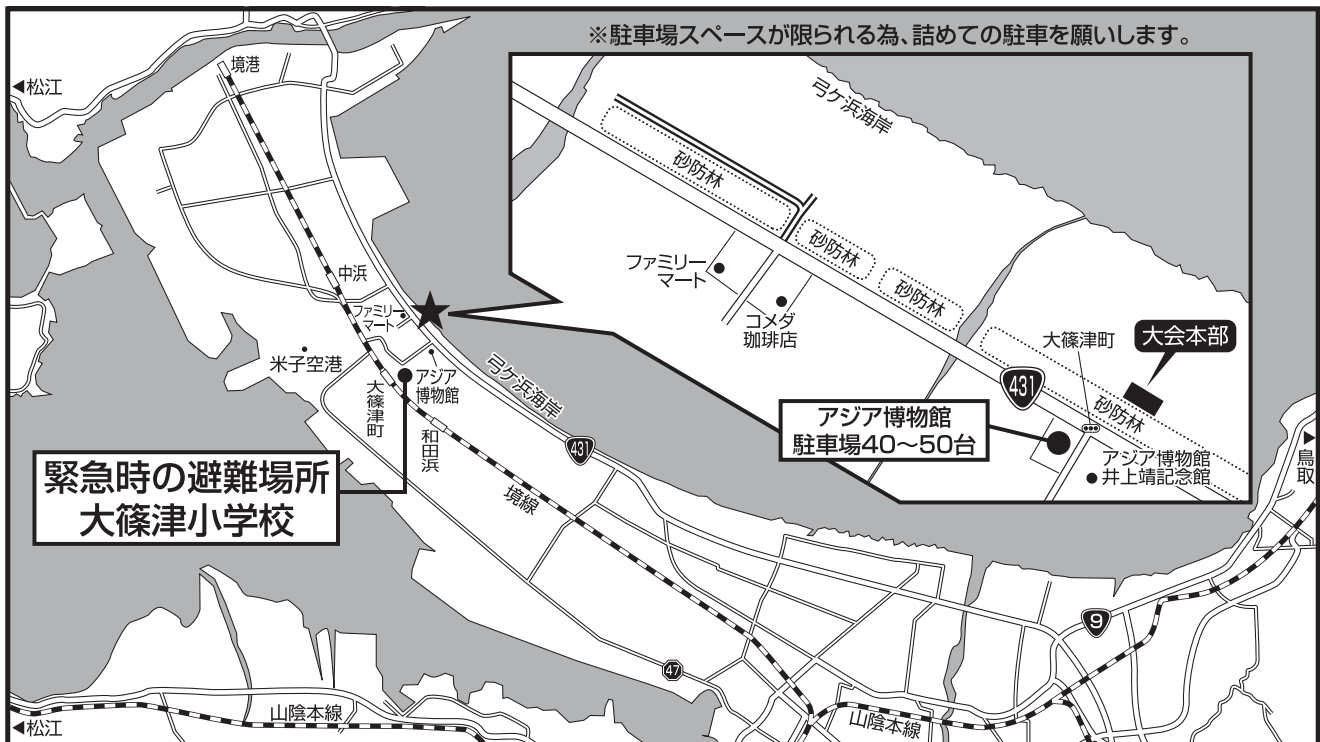 ※駐車場スペースが限られる為、詰めての駐車を願いします。
◀松江
境港
弓ケ浜海岸
砂防林
砂防林
砂防林
ファミリー
マート
コメダ
珈琲店
大篠津町
大会本部
431
砂防林
アジア博物館
駐車場40〜50台
アジア博物館
井上靖記念館
中浜
ファミリー
マート
米子空港
アジア
博物館
大篠津町
和田浜
弓ケ浜海岸
431
境線
緊急時の避難場所
大篠津小学校
▶鳥取
9
47
山陰本線
山陰本線
◀松江